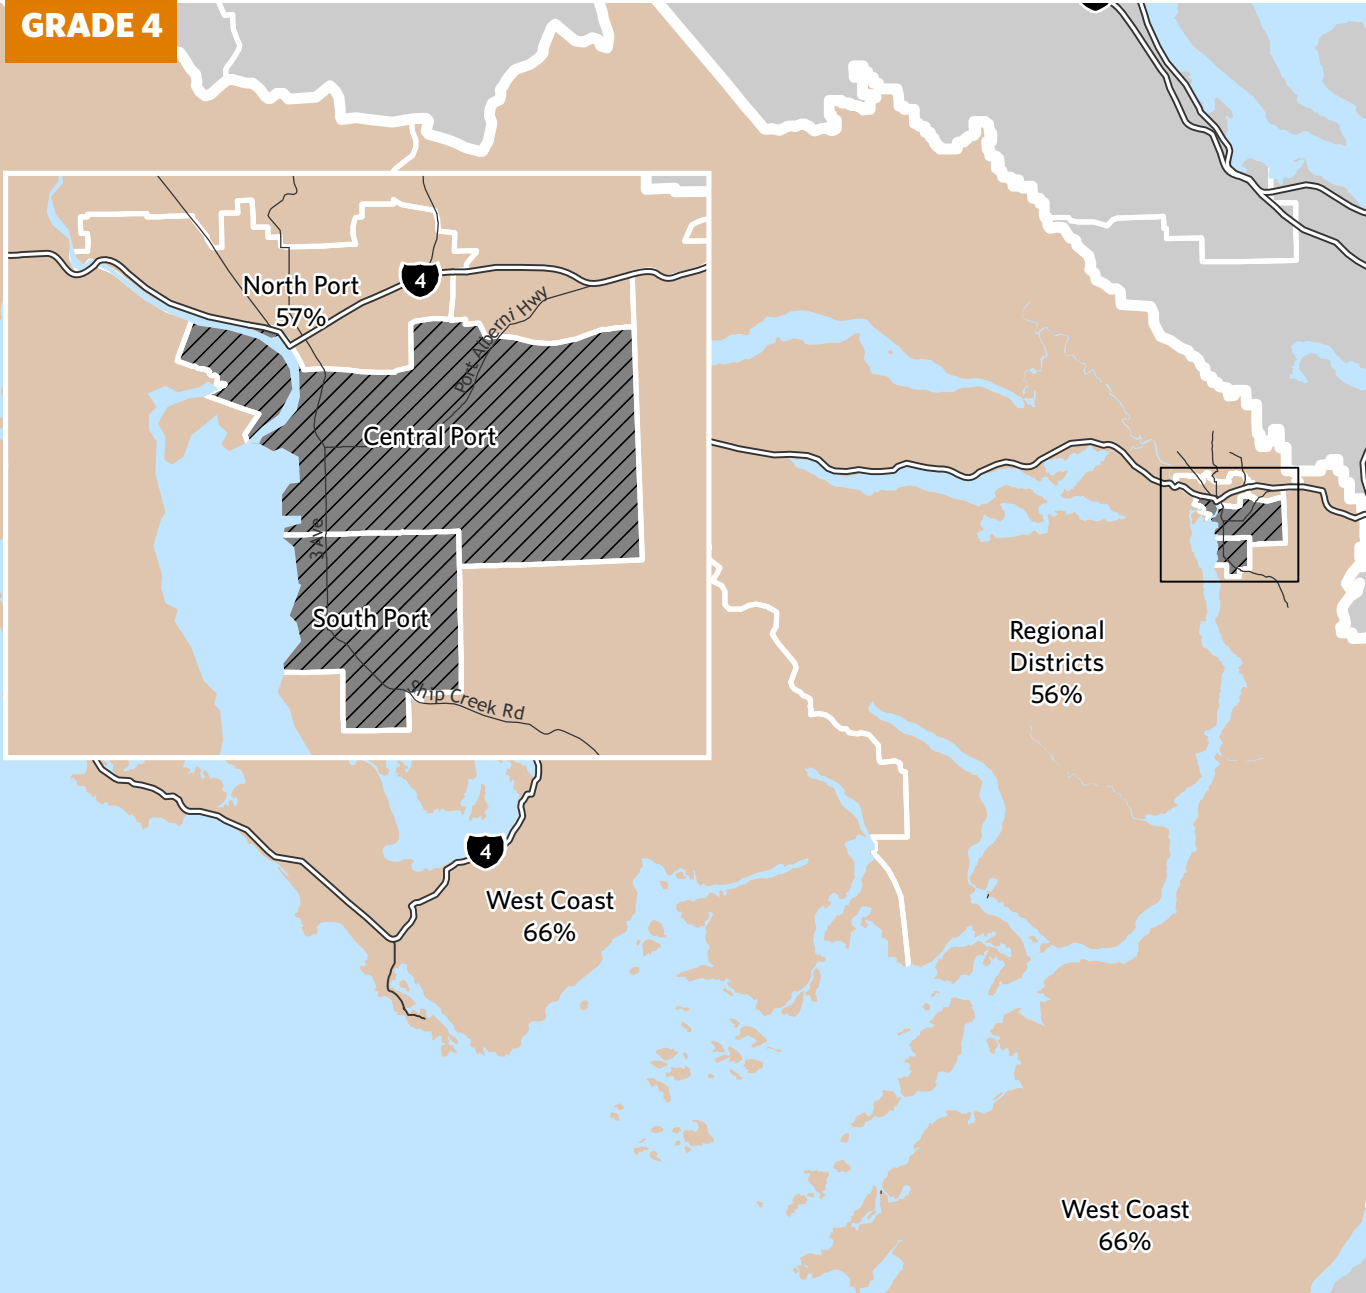 GRADE 4
North Port
57%
4
Port Alberni Hwy
Central Port
3 Ave
South Port
Ship Creek Rd
Regional
Districts
56%
4
West Coast
66%
West Coast
66%